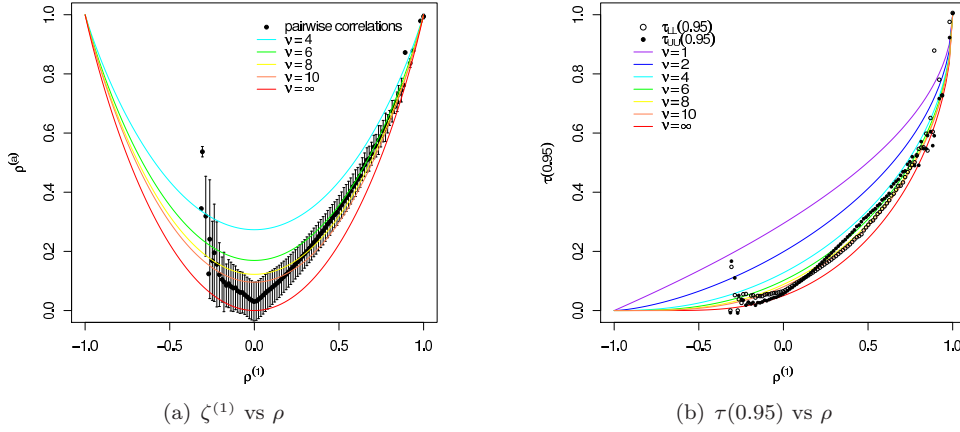 pairwise correlations
ν = 4
ν = 6
ν = 8
ν = 10
ν = ∞
ρ(a)
1.0
0.8
0.6
0.4
0.2
0.0
−1.0 −0.5 0.0 0.5 1.0
ρ(1)
(a) ζ(1) vs ρ
τLL(0.95)
τUU(0.95)
ν = 1
ν = 2
ν = 4
ν = 6
ν = 8
ν = 10
ν = ∞
τ(0.95)
1.0
0.8
0.6
0.4
0.2
0.0
−1.0 −0.5 0.0 0.5 1.0
ρ(1)
(b) τ(0.95) vs ρ